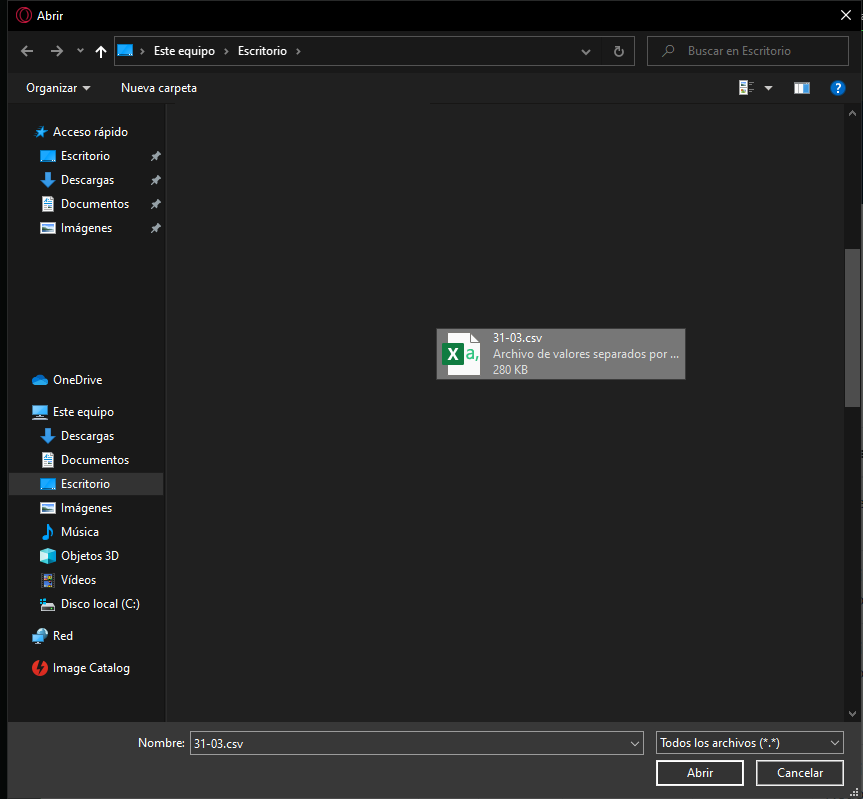 Abrir
Este equipo
Escritorio
Buscar en Escritorio
Organizar
Nueva carpeta
Acceso rápido
Escritorio
Descargas
Documentos
Imágenes
OneDrive
Este equipo
Descargas
Documentos
Escritorio
Imágenes
Música
Objetos 3D
Vídeos
Disco local (C:)
Red
Image Catalog
31-03.csv
Archivo de valores separados por ...
280 KB
Nombre: 31-03.csv
Todos los archivos (*.*)
Abrir
Cancelar